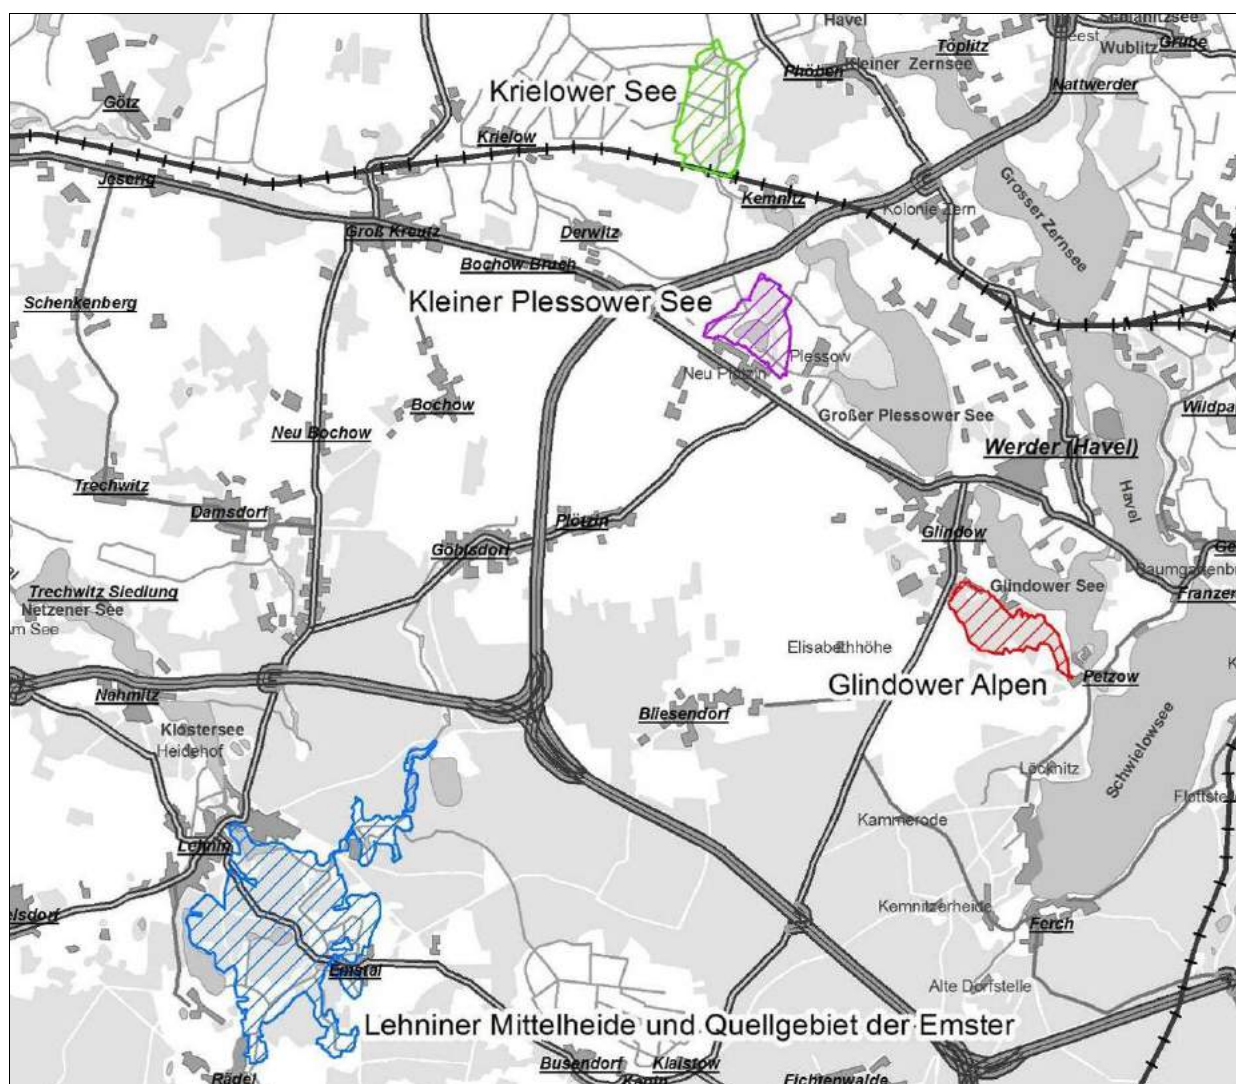 Havel
Schlänitzsee
Töplitz
Wublitz
Grube
Phöben
Kleiner Zernsee
Nattwerder
Krielower See
Götz
Krielow
Jeserig
Kemnitz
Kolonie Zern
Grosser Zernsee
Groß Kreutz
Derwitz
Bochow Bruch
Kleiner Plessower See
Schenkenberg
Plessow
Neu Plötzin
Bochow
Großer Plessower See
Neu Bochow
Werder (Havel)
Trechwitz
Havel
Damsdorf
Plötzin
Göhlsdorf
Glindow
Trechwitz Siedlung
Netzener See
Am See
Glindower See
Elisabethhöhe
Glindower Alpen
Petzow
Nahmitz
Bliesendorf
Klostersee
Heidehof
Schwielowsee
Löcknitz
Kammerode
Lehnin
Kemnitzerheide
Ferch
Emstal
Alte Dorfstelle
Lehniner Mittelheide und Quellgebiet der Emster
Busendorf
Klaistow
Kanin
Rädel
Fichtenwalde